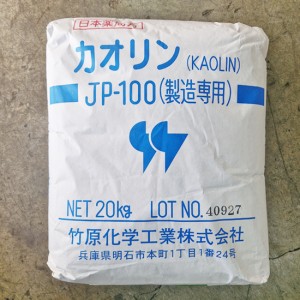 日本薬局方
カオリン (KAOLIN)
JP-100 (製造専用)
NET 20kg LOT NO. 40927
竹原化学工業株式会社
兵庫県明石市本町1丁目1番24号